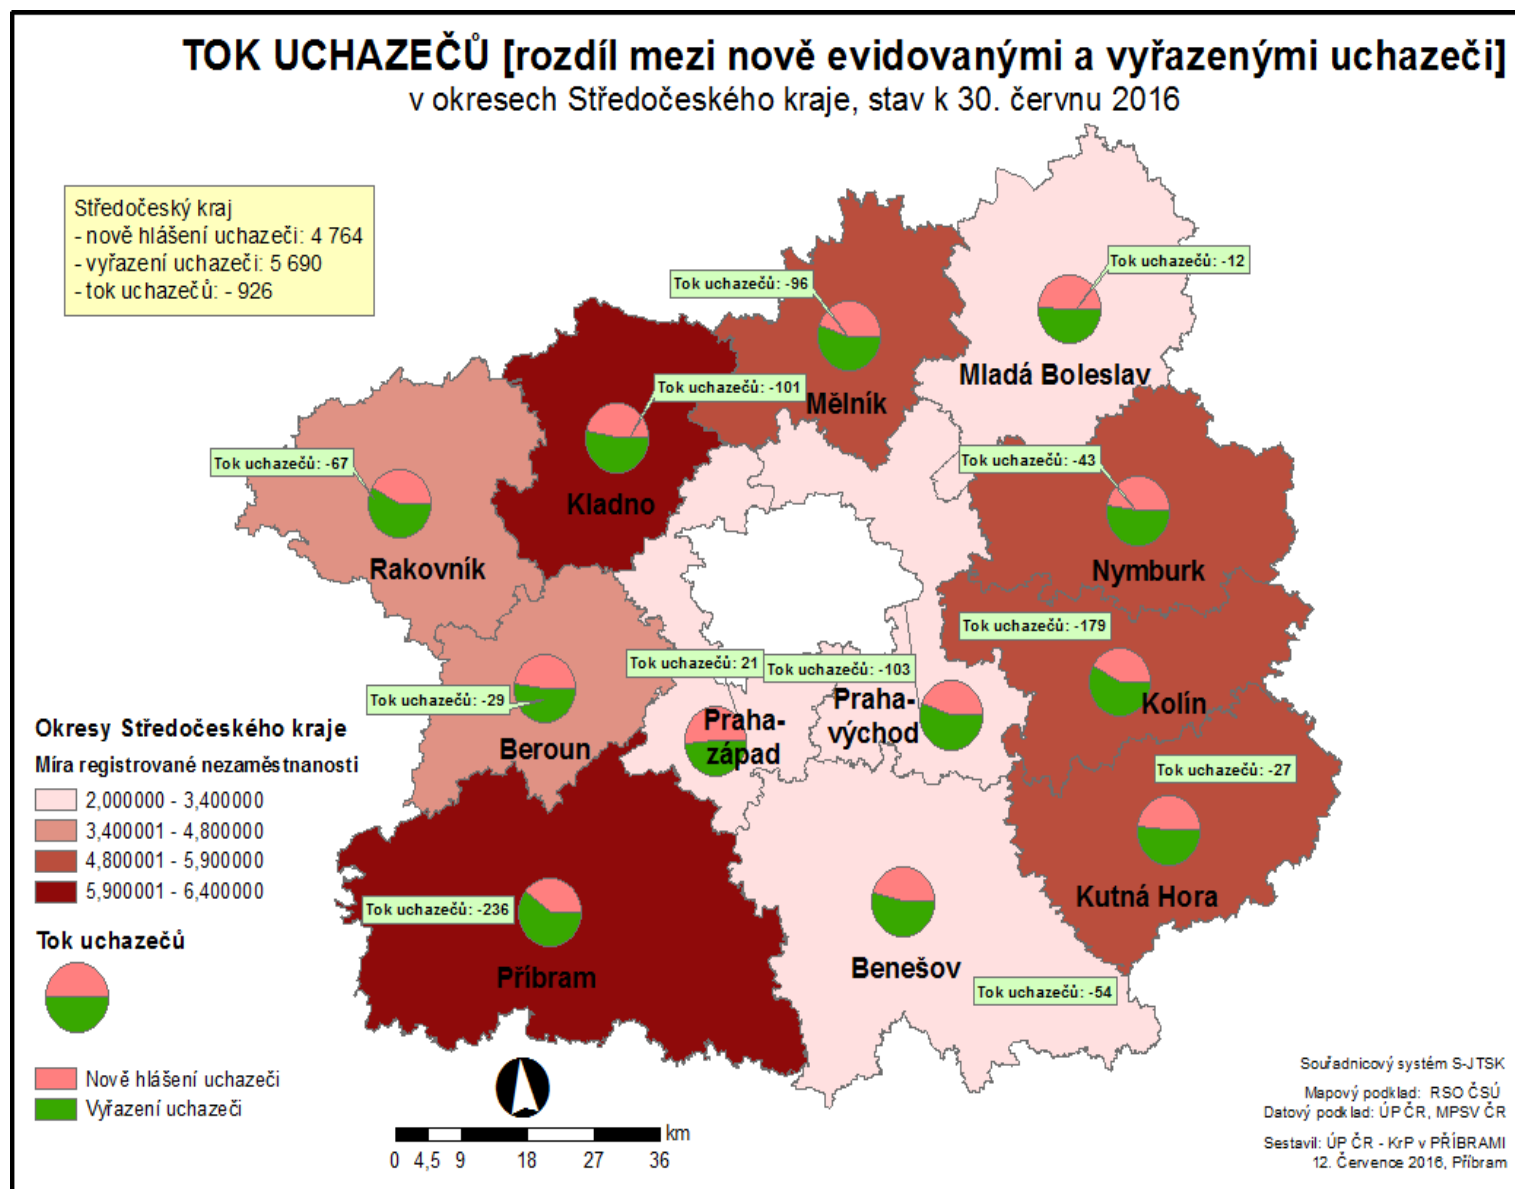 TOK UCHAZEČŮ [rozdíl mezi nově evidovanými a vyřazenými uchazeči]
v okresech Středočeského kraje, stav k 30. červnu 2016
Středočeský kraj
- nově hlášení uchazeči: 4 764
- vyřazení uchazeči: 5 690
- tok uchazečů: - 926
Tok uchazečů: -12
Mladá Boleslav
Tok uchazečů: -96
Mělník
Tok uchazečů: -101
Kladno
Tok uchazečů: -67
Rakovník
Tok uchazečů: -43
Nymburk
Tok uchazečů: -179
Kolín
Tok uchazečů: 21
Praha-
západ
Tok uchazečů: -103
Praha-
východ
Tok uchazečů: -29
Beroun
Tok uchazečů: -27
Kutná Hora
Tok uchazečů: -236
Příbram
Benešov
Tok uchazečů: -54
Okresy Středočeského kraje
Míra registrované nezaměstnanosti
2,000000 - 3,400000
3,400001 - 4,800000
4,800001 - 5,900000
5,900001 - 6,400000
Tok uchazečů
Nově hlášení uchazeči
Vyřazení uchazeči
km
0 4,5 9 18 27 36
Souřadnicový systém S-JTSK
Mapový podklad: RSO ČSÚ
Datový podklad: ÚP ČR, MPSV ČR
Sestavil: ÚP ČR - KrP v PŘÍBRAMI
12. Července 2016, Příbram